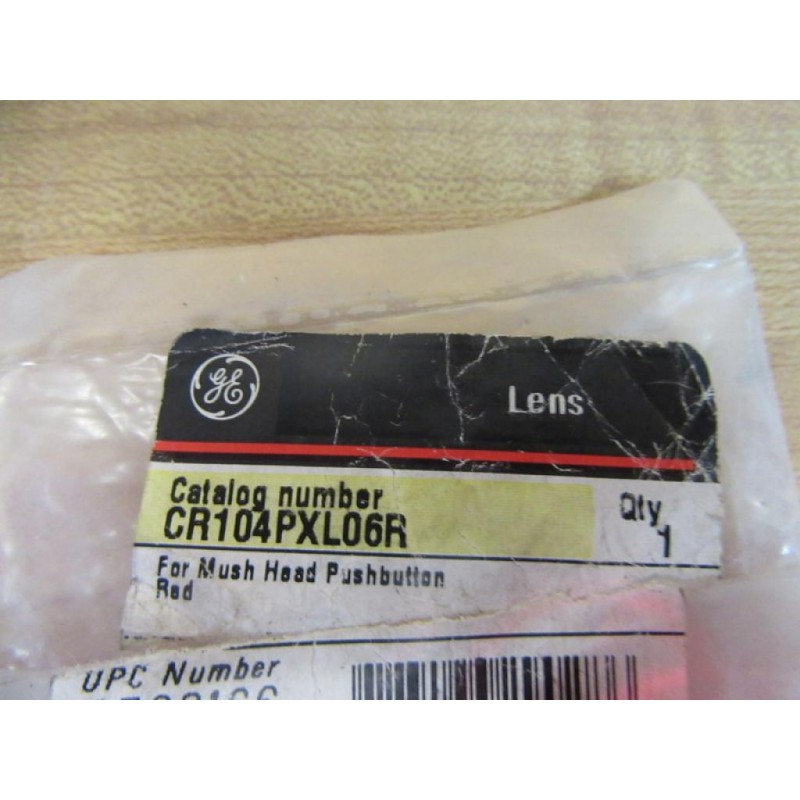 GE
Lens
Catalog number
CR104PXL06R
Qty
1
For Mush Head Pushbutton
Red
UPC Number